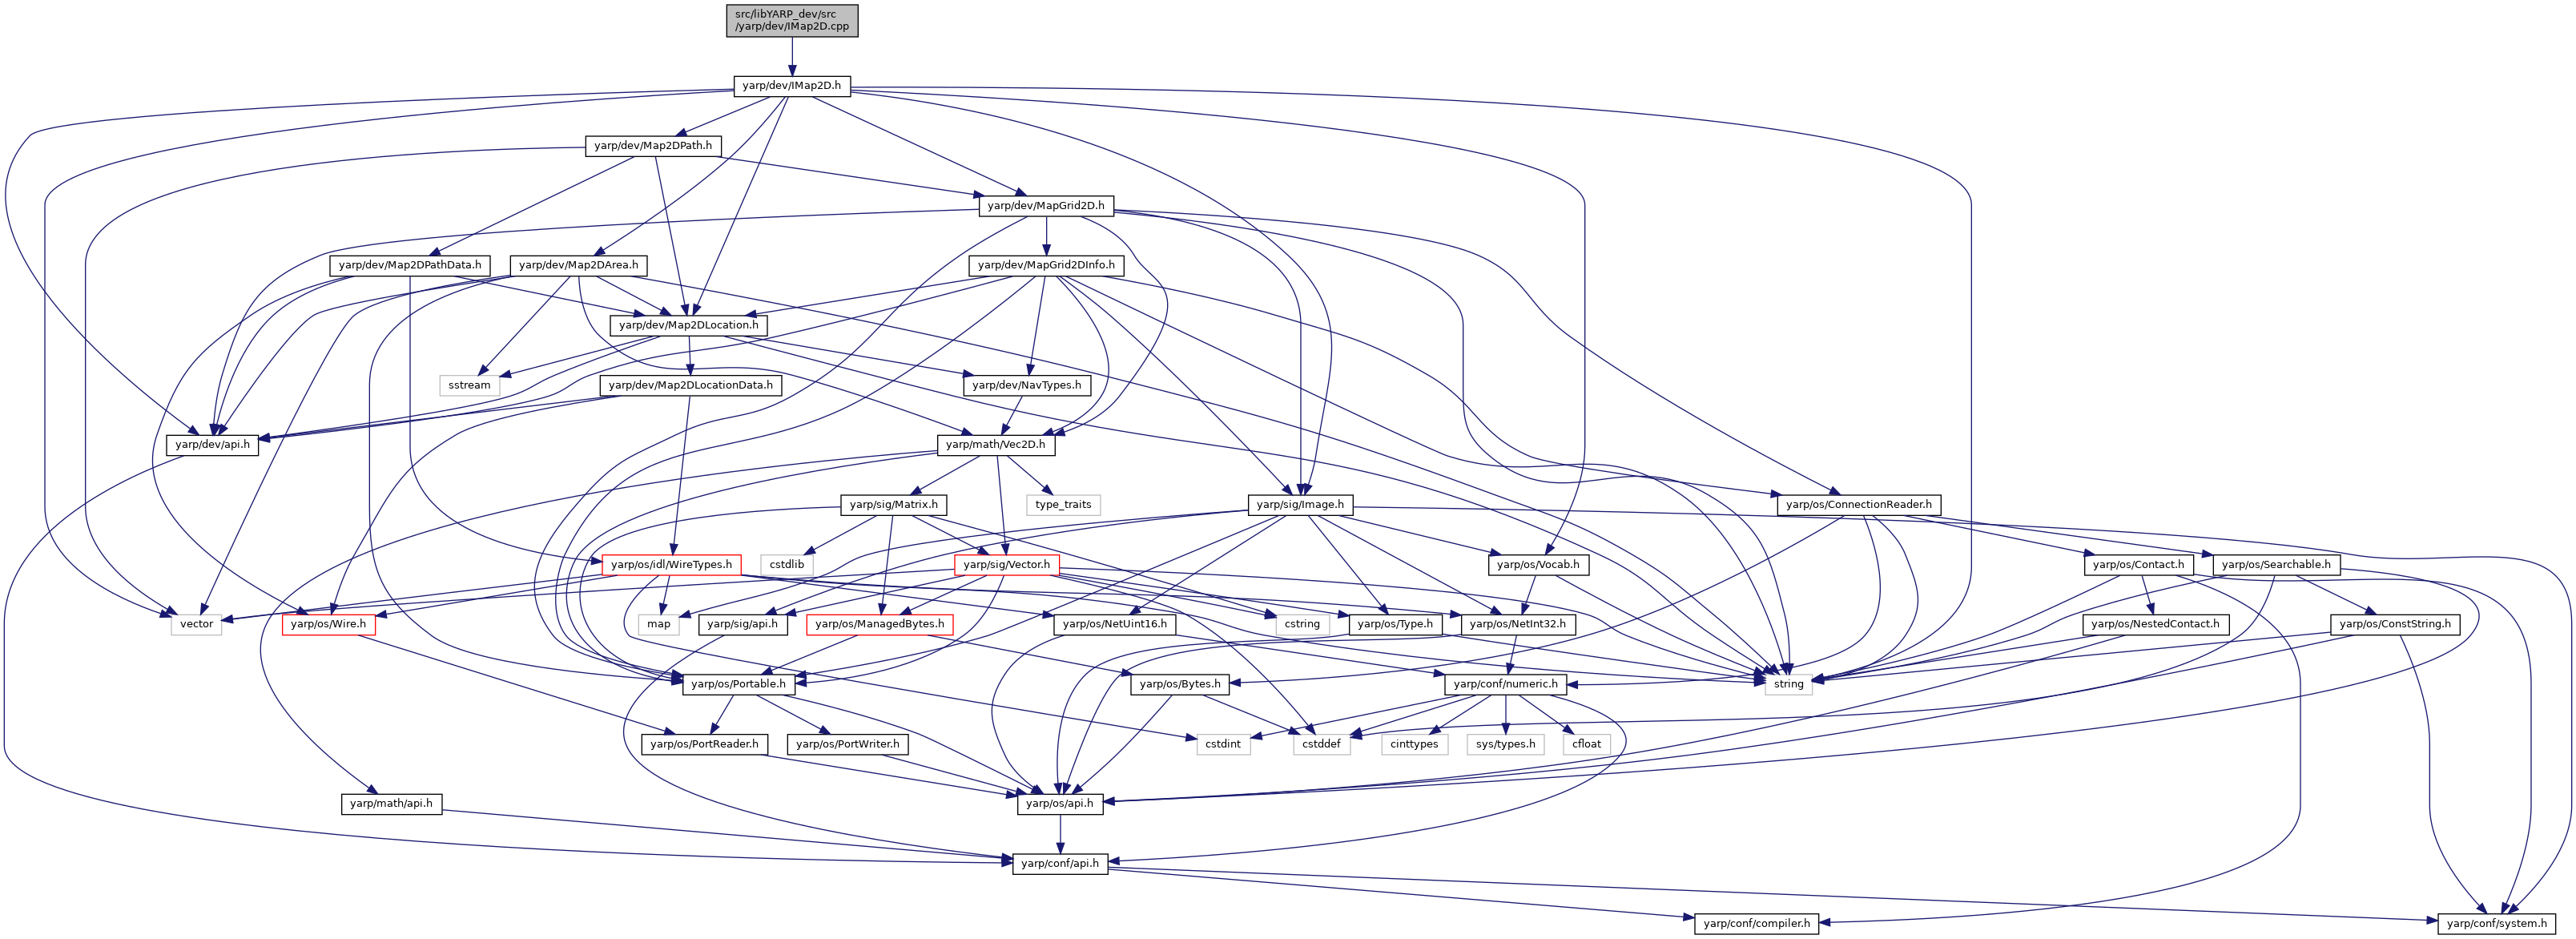 src/libYARP_dev/src
/yarp/dev/IMap2D.cpp
yarp/dev/IMap2D.h
yarp/dev/Map2DPath.h
yarp/dev/MapGrid2D.h
yarp/dev/Map2DPathData.h
yarp/dev/Map2DArea.h
yarp/dev/MapGrid2DInfo.h
yarp/dev/Map2DLocation.h
sstream
yarp/dev/Map2DLocationData.h
yarp/dev/NavTypes.h
yarp/dev/api.h
yarp/math/Vec2D.h
yarp/sig/Matrix.h
type_traits
yarp/sig/Image.h
yarp/os/ConnectionReader.h
yarp/os/idl/WireTypes.h
cstdlib
yarp/sig/Vector.h
yarp/os/Vocab.h
yarp/os/Contact.h
yarp/os/Searchable.h
vector
yarp/os/Wire.h
map
yarp/sig/api.h
yarp/os/ManagedBytes.h
yarp/os/NetUint16.h
cstring
yarp/os/Type.h
yarp/os/NetInt32.h
yarp/os/NestedContact.h
yarp/os/ConstString.h
yarp/os/Portable.h
yarp/os/Bytes.h
yarp/conf/numeric.h
string
yarp/os/PortReader.h
yarp/os/PortWriter.h
cstdint
cstddef
cinttypes
sys/types.h
cfloat
yarp/math/api.h
yarp/os/api.h
yarp/conf/api.h
yarp/conf/compiler.h
yarp/conf/system.h